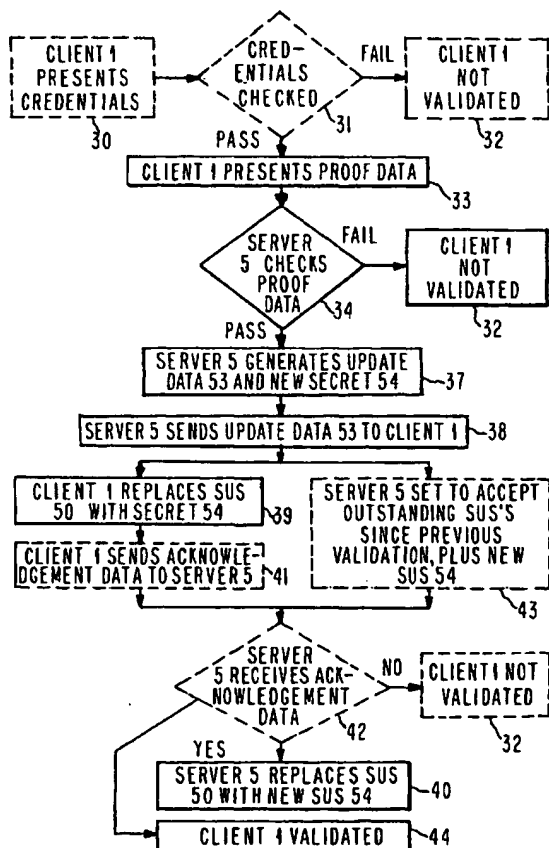 CLIENT 1
PRESENTS
CREDENTIALS
30
CRED-
ENTIALS
CHECKED
31
FAIL
CLIENT 1
NOT
VALIDATED
32
PASS
CLIENT 1 PRESENTS PROOF DATA
33
SERVER
5 CHECKS
PROOF
DATA
34
FAIL
CLIENT 1
NOT
VALIDATED
32
PASS
SERVER 5 GENERATES UPDATE
DATA 53 AND NEW SECRET 54
37
SERVER 5 SENDS UPDATE DATA 53 TO CLIENT 1
38
CLIENT 1 REPLACES SUS
50 WITH SECRET 54
39
CLIENT 1 SENDS ACKNOWLE-
DGEMENT DATA TO SERVER 5
41
SERVER 5 SET TO ACCEPT
OUTSTANDING SUS'S
SINCE PREVIOUS
VALIDATION, PLUS NEW
SUS 54
43
SERVER
5 RECEIVES ACK-
NOWLEDGEMENT
DATA
42
NO
CLIENT 1 NOT
VALIDATED
32
YES
SERVER 5 REPLACES SUS
50 WITH NEW SUS 54
40
CLIENT 1 VALIDATED
44